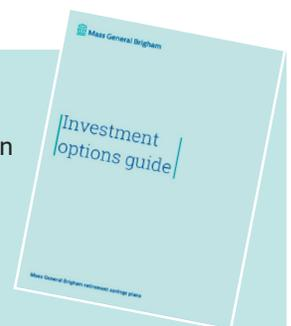 Mass General Brigham
Investment
options guide
n
Mass General Brigham retirement savings plans